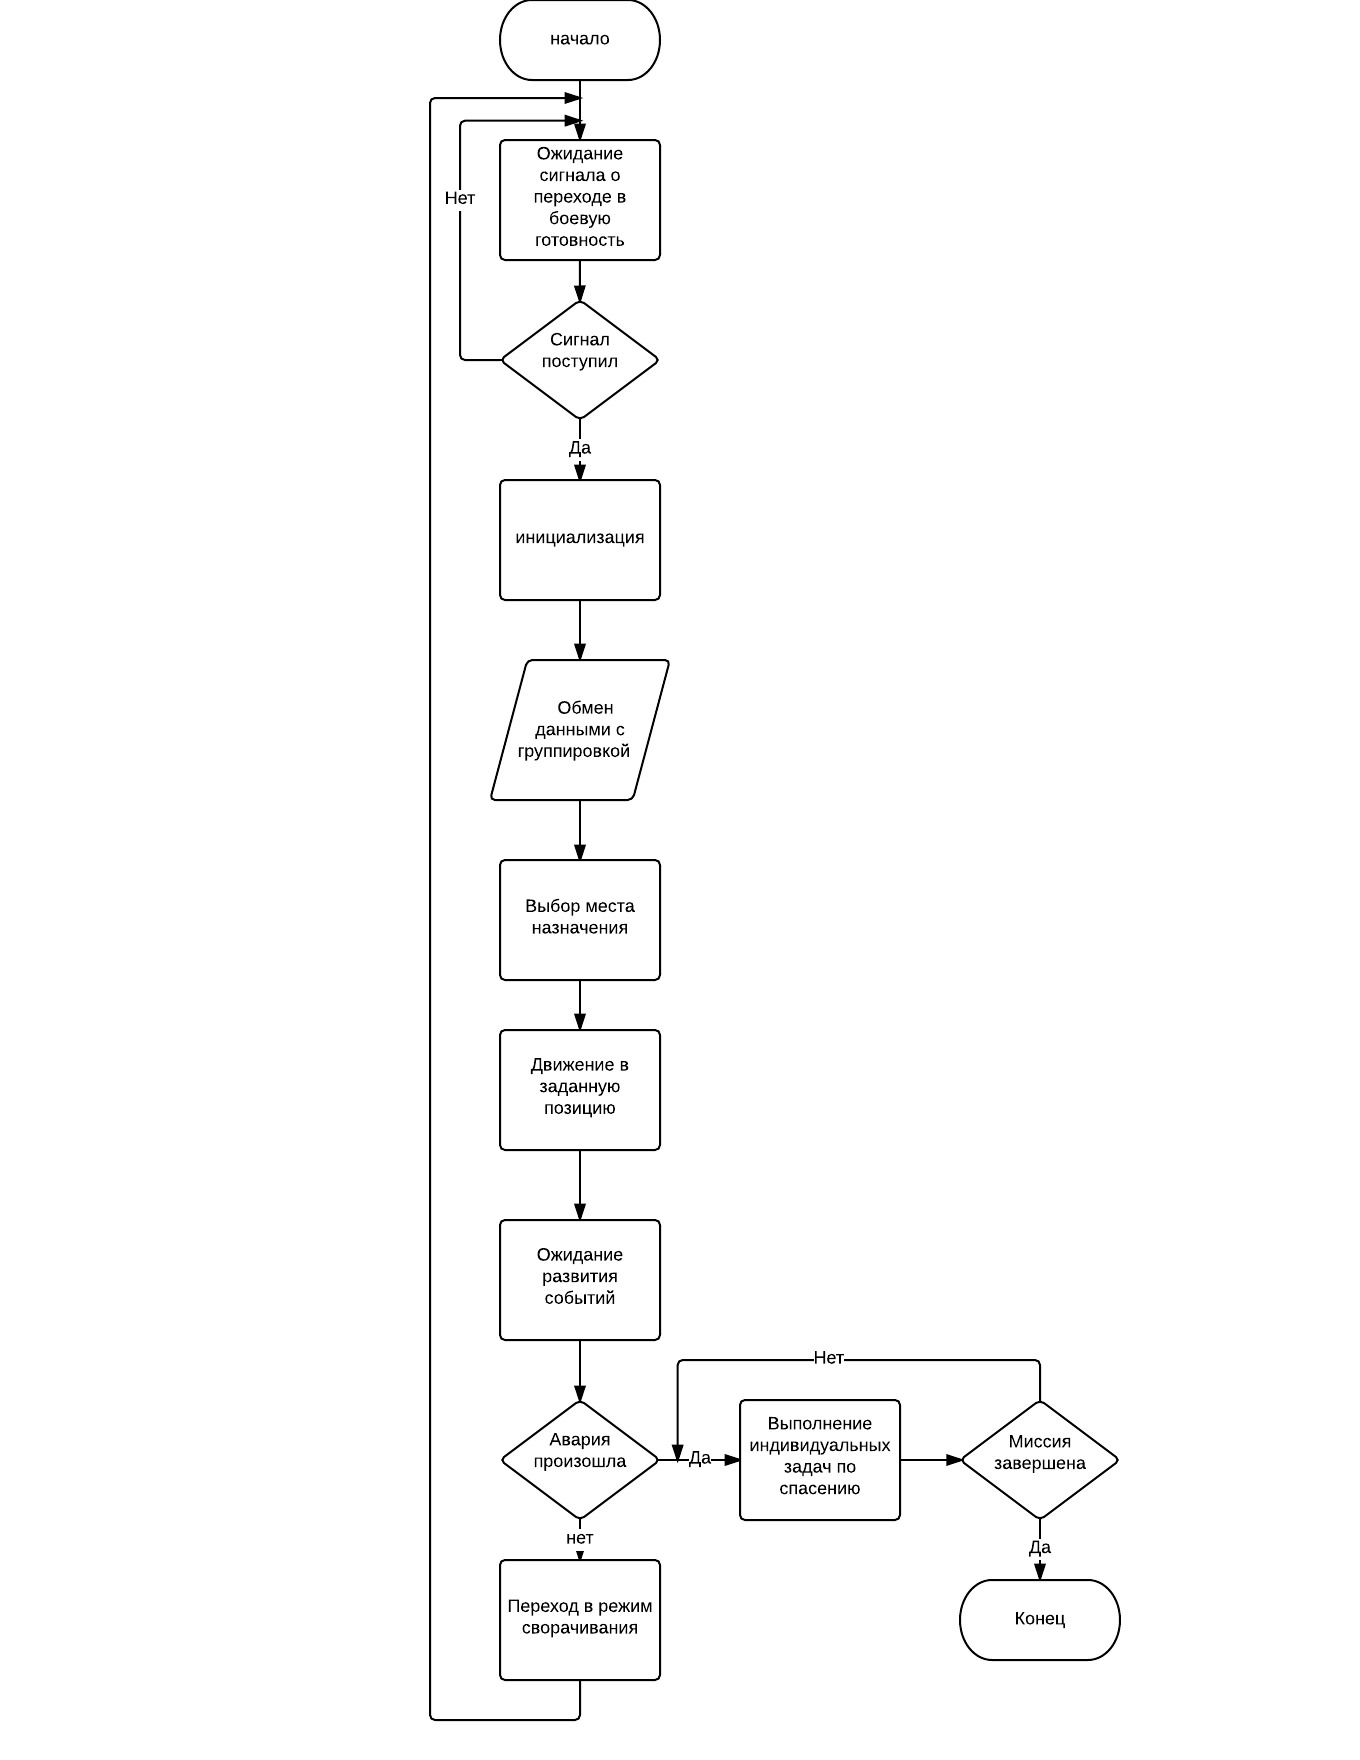 начало
Ожидание
сигнала о
переходе в
боевую
готовность
Нет
Сигнал
поступил
Да
инициализация
Обмен
данными с
группировкой
Выбор места
назначения
Движение в
заданную
позицию
Ожидание
развития
событий
Нет
Авария
произошла
Да
Выполнение
индивидуальных
задач по
спасению
Миссия
завершена
нет
Да
Переход в режим
сворачивания
Конец